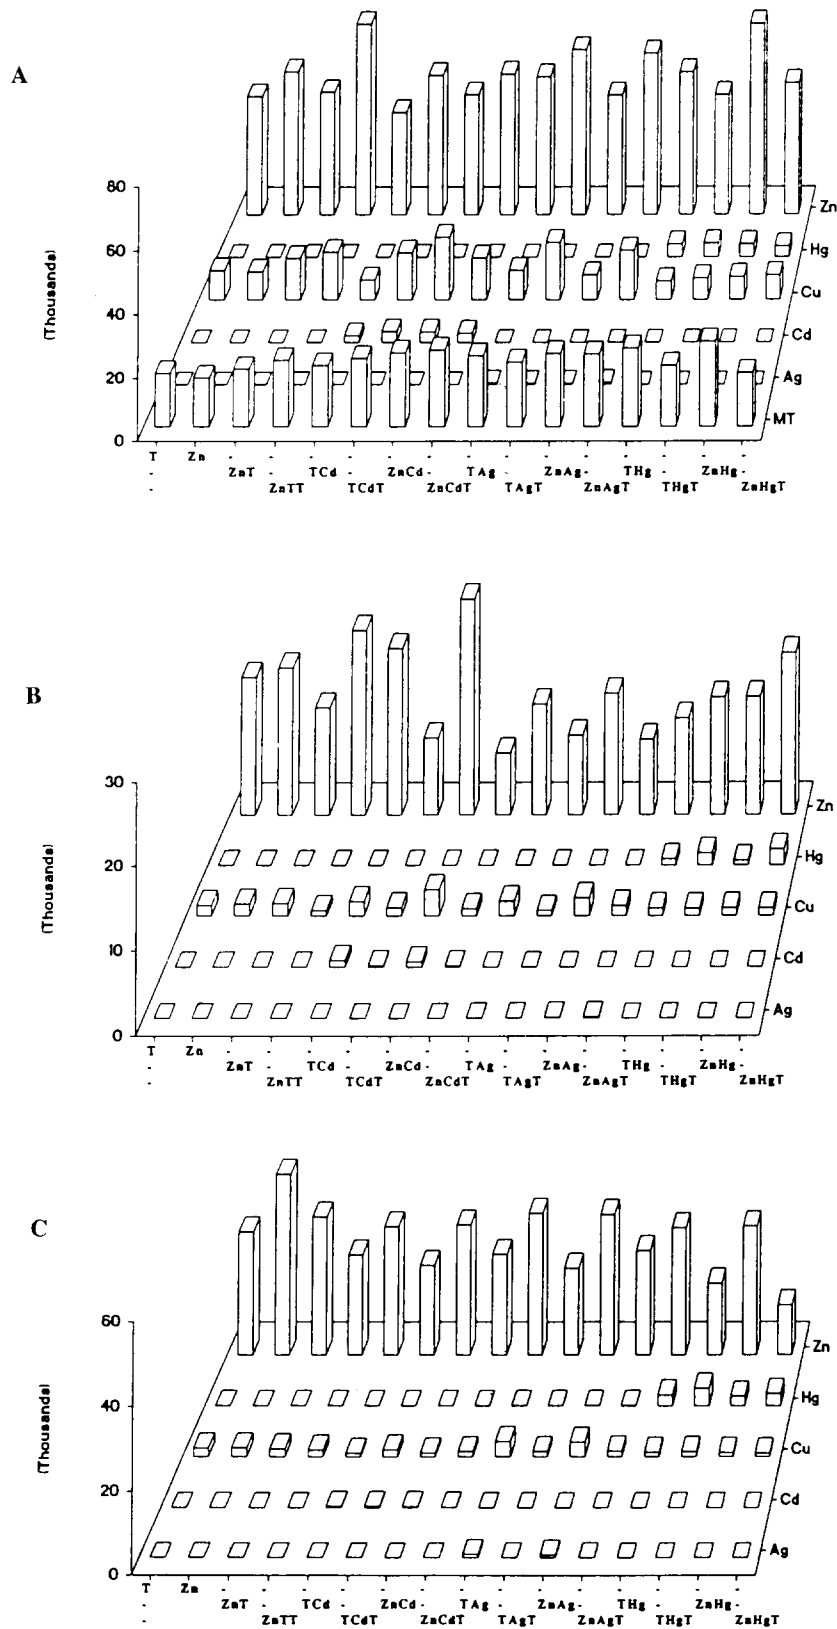 A
80
60
40
20
0
(Thousands)
Zn
Hg
Cu
Cd
Ag
MT
T Zn - - - - - - - - - - - - - -
- - ZnT - TCd - ZnCd - TAg - ZnAg - THg - ZnHg -
- - - ZnTT - TCdT - ZnCdT - TAgT - ZnAgT - THgT - ZnHgT
B
30
20
10
0
(Thousands)
Zn
Hg
Cu
Cd
Ag
T Zn - - - - - - - - - - - - - -
- - ZnT - TCd - ZnCd - TAg - ZnAg - THg - ZnHg -
- - - ZnTT - TCdT - ZnCdT - TAgT - ZnAgT - THgT - ZnHgT
C
60
40
20
0
(Thousands)
Zn
Hg
Cu
Cd
Ag
T Zn - - - - - - - - - - - - - -
- - ZnT - TCd - ZnCd - TAg - ZnAg - THg - ZnHg -
- - - ZnTT - TCdT - ZnCdT - TAgT - ZnAgT - THgT - ZnHgT